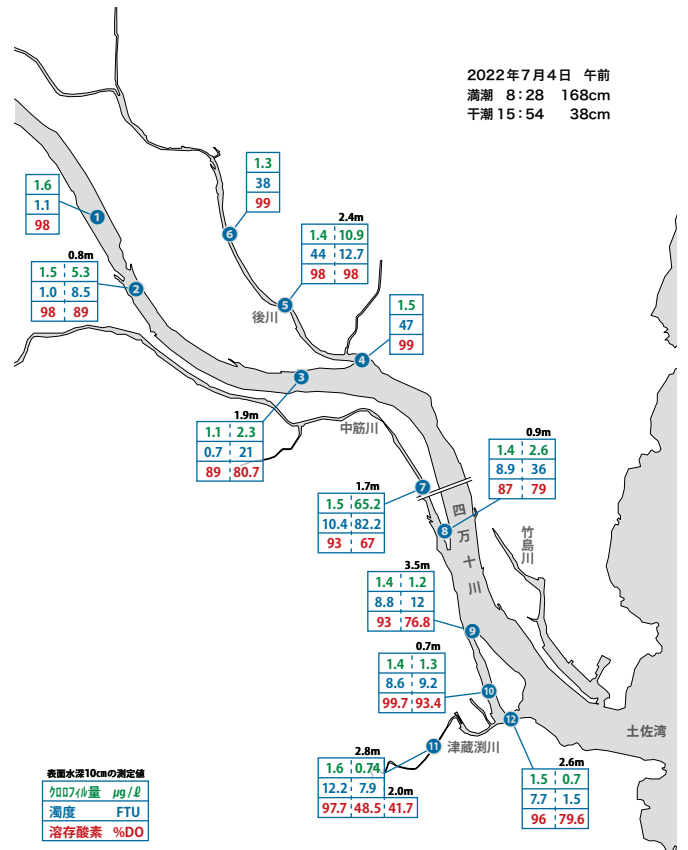 2022年7月4日 午前
満潮 8：28 168cm
干潮 15：54 38cm
1.3
38
99
6
1.6
1.1
98
1
2.4m
1.4 10.9
44 12.7
98 98
5
後川
0.8m
1.5 5.3
1.0 8.5
98 89
2
1.5
47
99
4
3
1.9m
1.1 2.3
0.7 21
89 80.7
中筋川
0.9m
1.4 2.6
8.9 36
87 79
1.7m
1.5 65.2
10.4 82.2
93 67
7
8
四万十川
竹島川
3.5m
1.4 1.2
8.8 12
93 76.8
9
0.7m
1.4 1.3
8.6 9.2
99.7 93.4
10
12
土佐湾
11
津蔵渕川
2.8m
1.6 0.74
12.2 7.9
2.0m
97.7 48.5 41.7
2.6m
1.5 0.7
7.7 1.5
96 79.6
表面水深10cmの測定値
クロロフィル量 μg/ℓ
濁度 FTU
溶存酸素 %DO